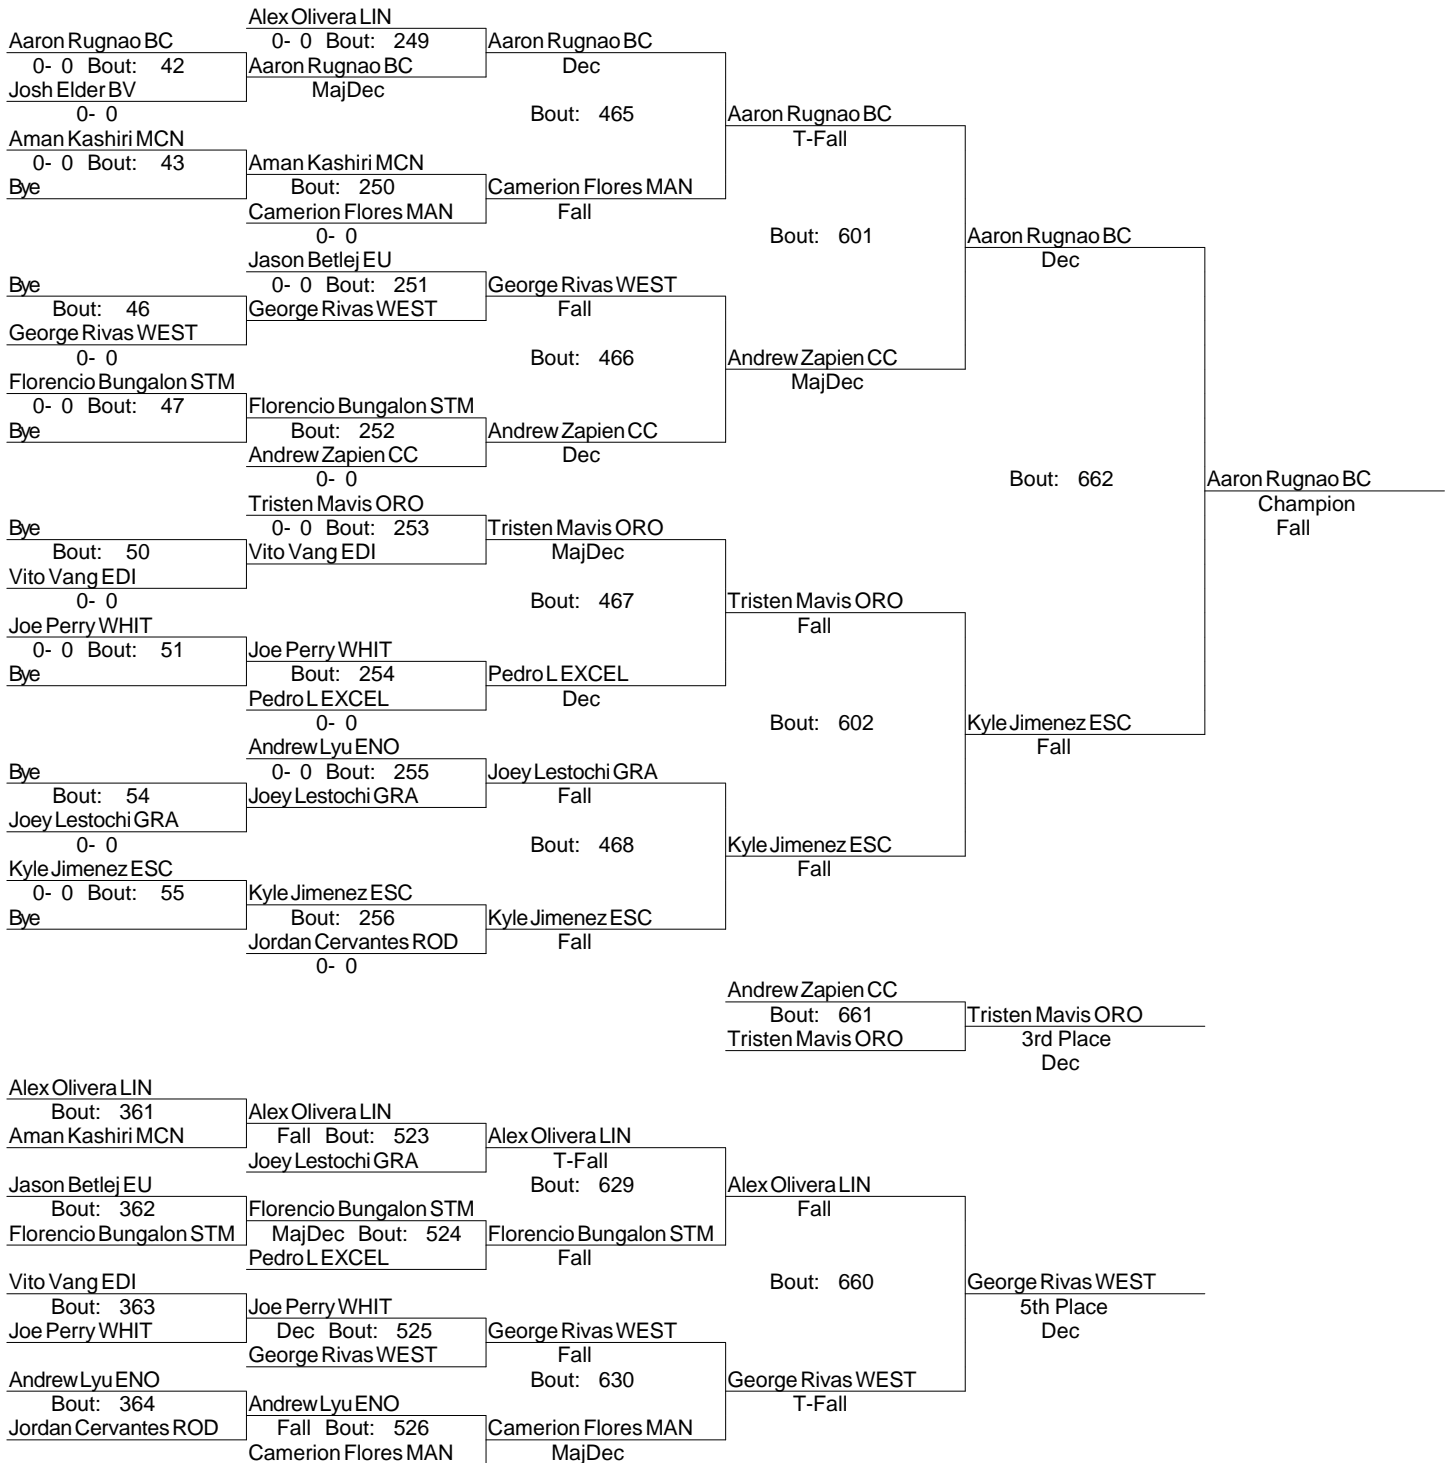 Alex Olivera LIN
Aaron Rugnao BC
0- 0 Bout: 249
Aaron Rugnao BC
0- 0 Bout: 42
Aaron Rugnao BC
Dec
Josh Elder BV
MajDec
0- 0
Bout: 465
Aaron Rugnao BC
Aman Kashiri MCN
T-Fall
0- 0 Bout: 43
Aman Kashiri MCN
Bye
Bout: 250
Camerion Flores MAN
Camerion Flores MAN
Fall
0- 0
Bout: 601
Aaron Rugnao BC
Jason Betlej EU
Dec
Bye
0- 0 Bout: 251
George Rivas WEST
Bout: 46
George Rivas WEST
Fall
George Rivas WEST
0- 0
Bout: 466
Andrew Zapien CC
Florencio Bungalon STM
MajDec
0- 0 Bout: 47
Florencio Bungalon STM
Bye
Bout: 252
Andrew Zapien CC
Andrew Zapien CC
Dec
0- 0
Bout: 662
Aaron Rugnao BC
Tristen Mavis ORO
Champion
Bye
0- 0 Bout: 253
Tristen Mavis ORO
Fall
Bout: 50
Vito Vang EDI
MajDec
Vito Vang EDI
0- 0
Bout: 467
Tristen Mavis ORO
Joe Perry WHIT
Fall
0- 0 Bout: 51
Joe Perry WHIT
Bye
Bout: 254
Pedro L EXCEL
Pedro L EXCEL
Dec
0- 0
Bout: 602
Kyle Jimenez ESC
Andrew Lyu ENO
Fall
Bye
0- 0 Bout: 255
Joey Lestochi GRA
Bout: 54
Joey Lestochi GRA
Fall
Joey Lestochi GRA
0- 0
Bout: 468
Kyle Jimenez ESC
Kyle Jimenez ESC
Fall
0- 0 Bout: 55
Kyle Jimenez ESC
Bye
Bout: 256
Kyle Jimenez ESC
Jordan Cervantes ROD
Fall
0- 0
Andrew Zapien CC
Bout: 661
Tristen Mavis ORO
Tristen Mavis ORO
3rd Place
Dec
Alex Olivera LIN
Bout: 361
Alex Olivera LIN
Aman Kashiri MCN
Fall Bout: 523
Alex Olivera LIN
Joey Lestochi GRA
T-Fall
Jason Betlej EU
Bout: 629
Alex Olivera LIN
Bout: 362
Florencio Bungalon STM
Fall
Florencio Bungalon STM
MajDec Bout: 524
Florencio Bungalon STM
Pedro L EXCEL
Fall
Vito Vang EDI
Bout: 660
George Rivas WEST
Bout: 363
Joe Perry WHIT
5th Place
Joe Perry WHIT
Dec Bout: 525
George Rivas WEST
Dec
George Rivas WEST
Fall
Andrew Lyu ENO
Bout: 630
George Rivas WEST
Bout: 364
Andrew Lyu ENO
T-Fall
Jordan Cervantes ROD
Fall Bout: 526
Camerion Flores MAN
Camerion Flores MAN
MajDec